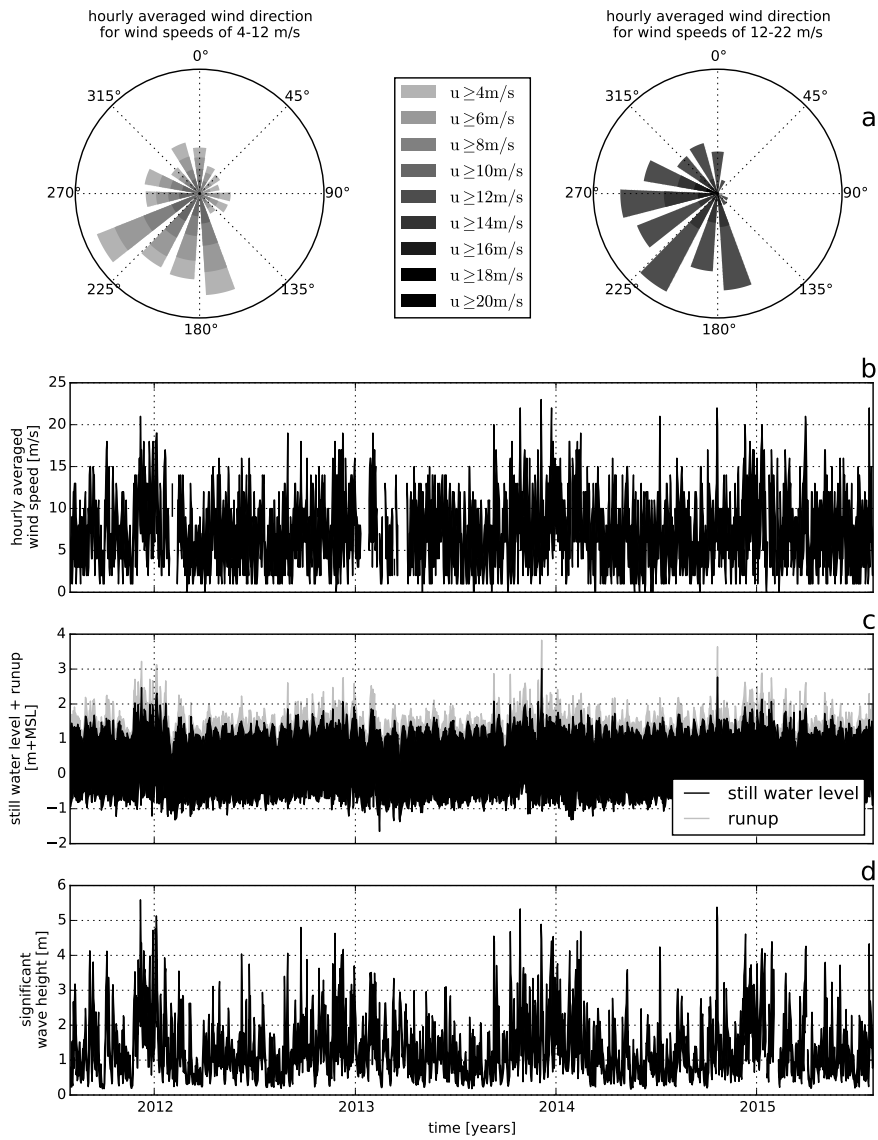 hourly averaged wind direction
for wind speeds of 4-12 m/s
0°
45°
90°
135°
180°
225°
270°
315°
u ≥4m/s
u ≥6m/s
u ≥8m/s
u ≥10m/s
u ≥12m/s
u ≥14m/s
u ≥16m/s
u ≥18m/s
u ≥20m/s
hourly averaged wind direction
for wind speeds of 12-22 m/s
0°
45°
90°
135°
180°
225°
270°
315°
a
b
hourly averaged
wind speed [m/s]
25
20
15
10
5
0
c
still water level + runup
[m+MSL]
4
3
2
1
0
−1
−2
still water level
runup
d
significant
wave height [m]
6
5
4
3
2
1
0
2012
2013
2014
2015
time [years]